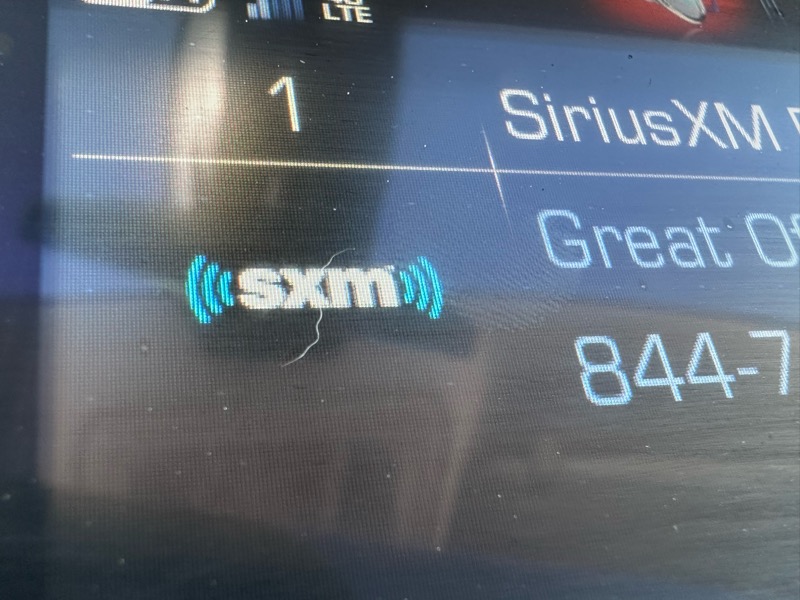 LTE
1
SiriusXM
Great
sxm
844-7